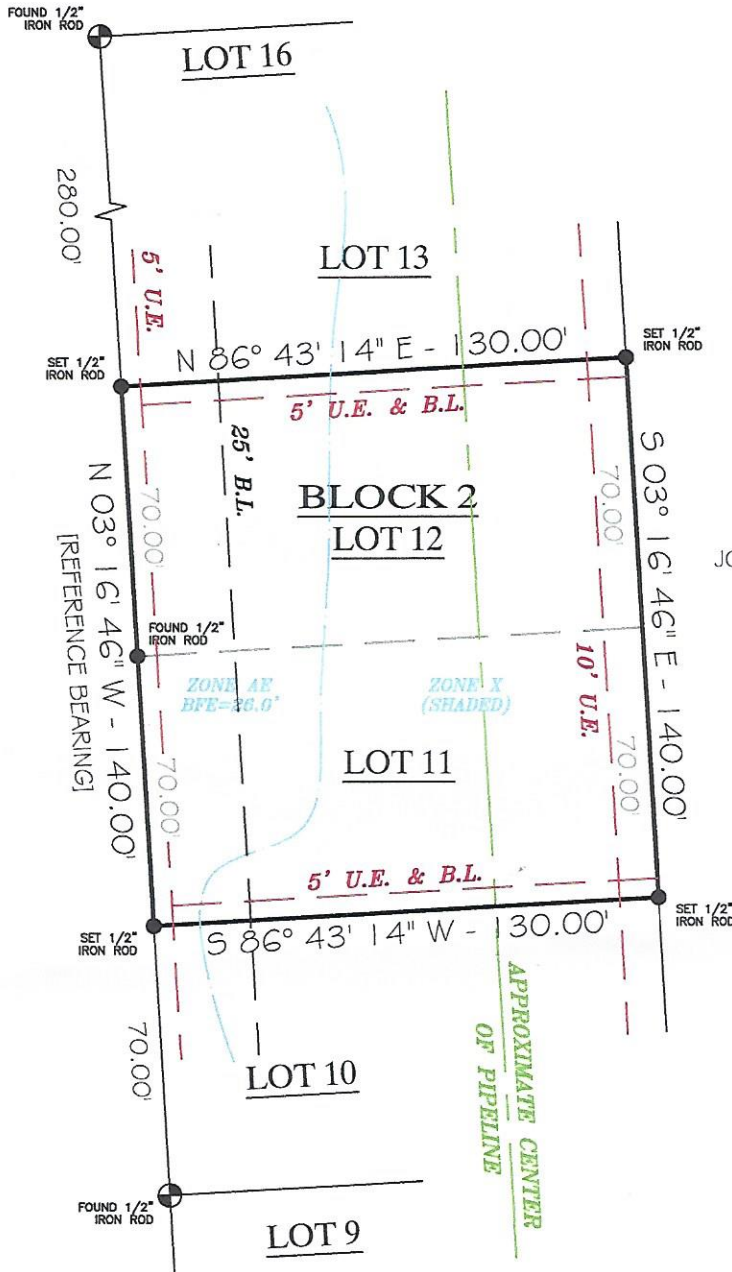 FOUND 1/2"
IRON ROD
LOT 16
280.00'
5' U.E.
LOT 13
SET 1/2"
IRON ROD
N 86° 43' 14" E - 130.00'
SET 1/2"
IRON ROD
5' U.E. & B.L.
25' B.L.
BLOCK 2
LOT 12
70.00'
70.00'
N 03° 16' 46" W - 140.00'
[REFERENCE BEARING]
S 03° 16' 46" E - 140.00'
JC
FOUND 1/2"
IRON ROD
ZONE AE
BFE=26.0'
ZONE X
(SHADED)
10' U.E.
LOT 11
70.00'
70.00'
5' U.E. & B.L.
SET 1/2"
IRON ROD
S 86° 43' 14" W - 130.00'
SET 1/2"
IRON ROD
APPROXIMATE CENTER
OF PIPELINE
70.00'
LOT 10
FOUND 1/2"
IRON ROD
LOT 9